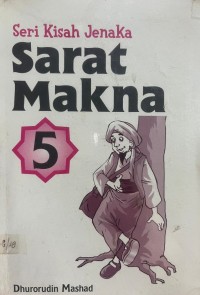 Seri Kisah Jenaka
Sarat
Makna
5
Dhurorudin Mashad